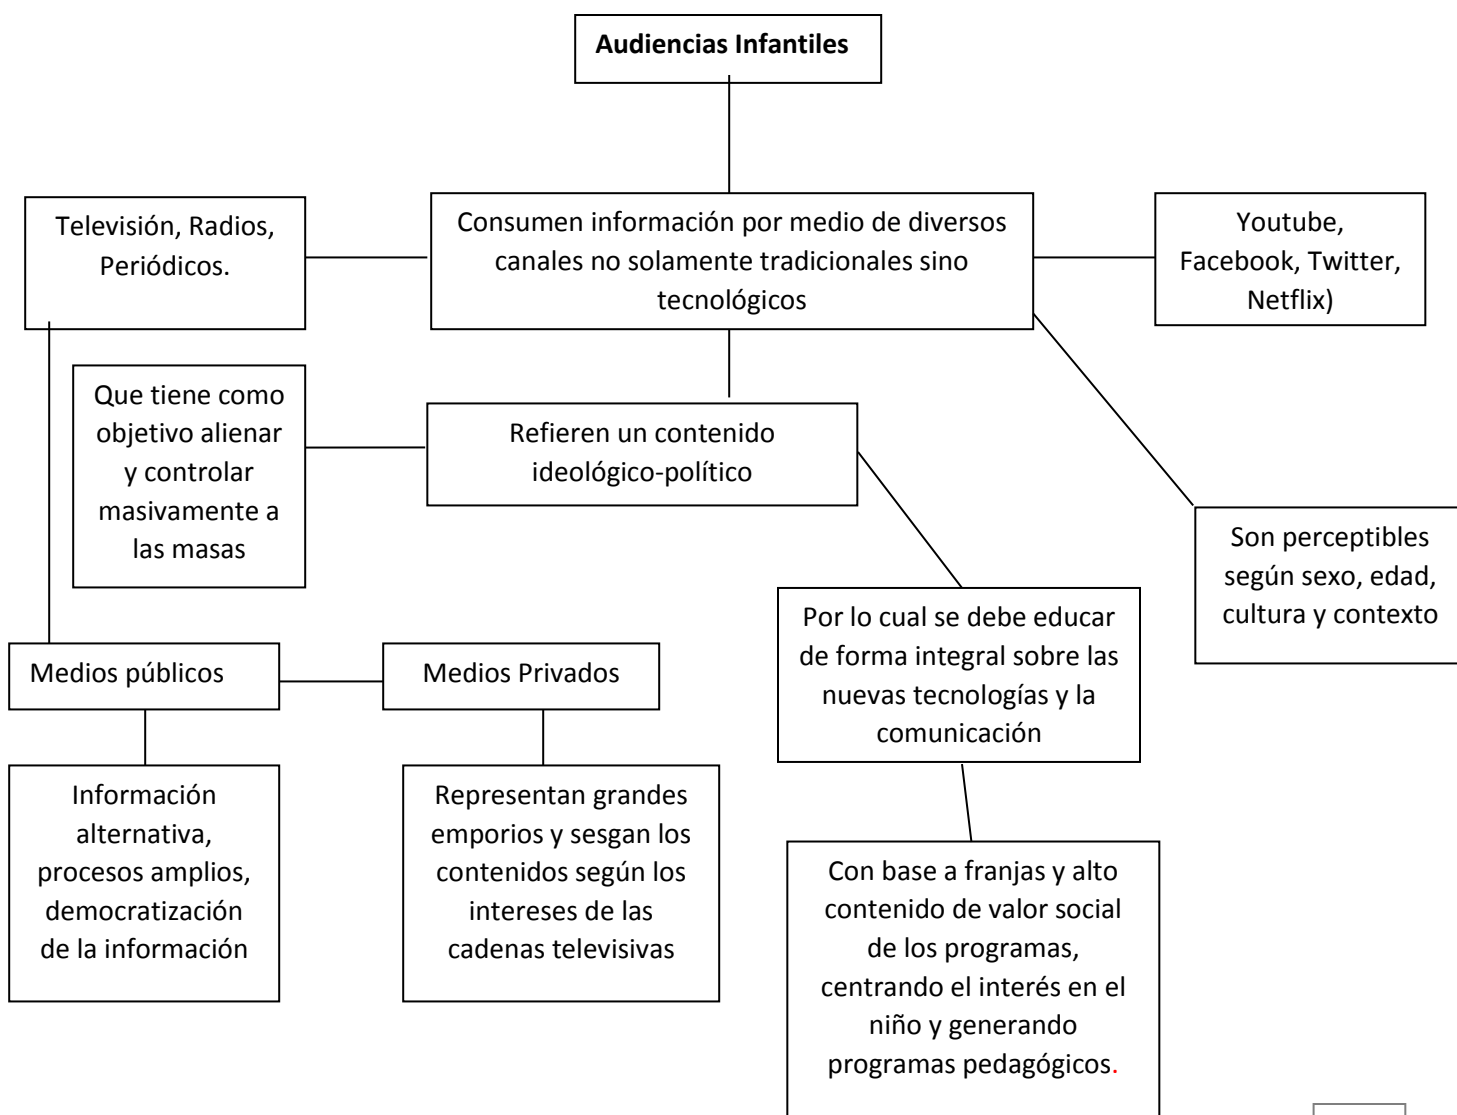 Audiencias Infantiles
Televisión, Radios,
Periódicos.
Consumen información por medio de diversos
canales no solamente tradicionales sino
tecnológicos
Youtube,
Facebook, Twitter,
Netflix)
Que tiene como
objetivo alienar
y controlar
masivamente a
las masas
Refieren un contenido
ideológico-político
Son perceptibles
según sexo, edad,
cultura y contexto
Por lo cual se debe educar
de forma integral sobre las
nuevas tecnologías y la
comunicación
Medios públicos
Medios Privados
Información
alternativa,
procesos amplios,
democratización
de la información
Representan grandes
emporios y sesgan los
contenidos según los
intereses de las
cadenas televisivas
Con base a franjas y alto
contenido de valor social
de los programas,
centrando el interés en el
niño y generando
programas pedagógicos.